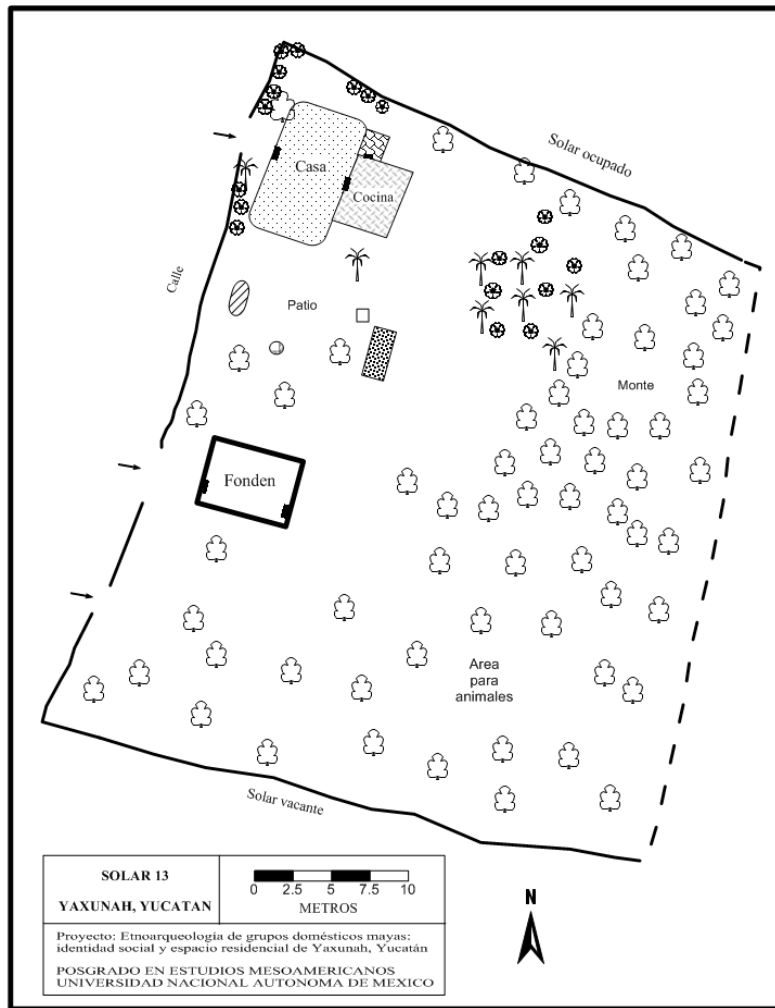 Solar ocupado
Casa
Cocina
Calle
Patio
Monte
Fonden
Area
para
animales
Solar vacante
SOLAR 13
YAXUNAH, YUCATAN
0 2.5 5 7.5 10
METROS
N
Proyecto: Etnoarqueología de grupos domésticos mayas:
identidad social y espacio residencial de Yaxunah, Yucatán
POSGRADO EN ESTUDIOS MESOAMERICANOS
UNIVERSIDAD NACIONAL AUTONOMA DE MEXICO